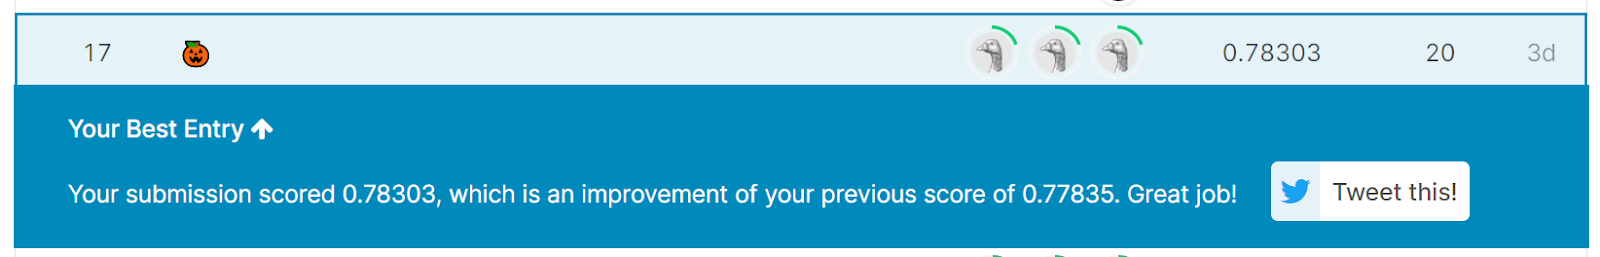 17 🎃 0.78303 20 3d
Your Best Entry ↑
Your submission scored 0.78303, which is an improvement of your previous score of 0.77835. Great job! Tweet this!